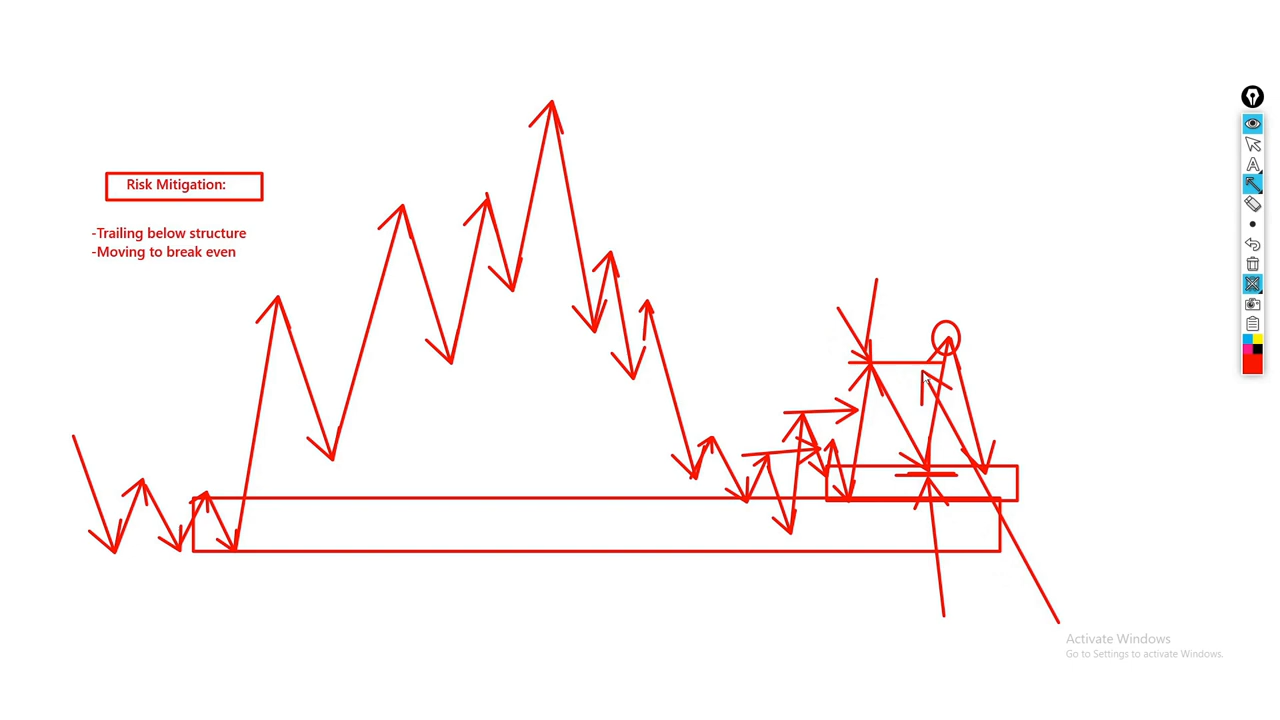 Risk Mitigation:
-Trailing below structure
-Moving to break even
Activate Windows
Go to Settings to activate Windows.